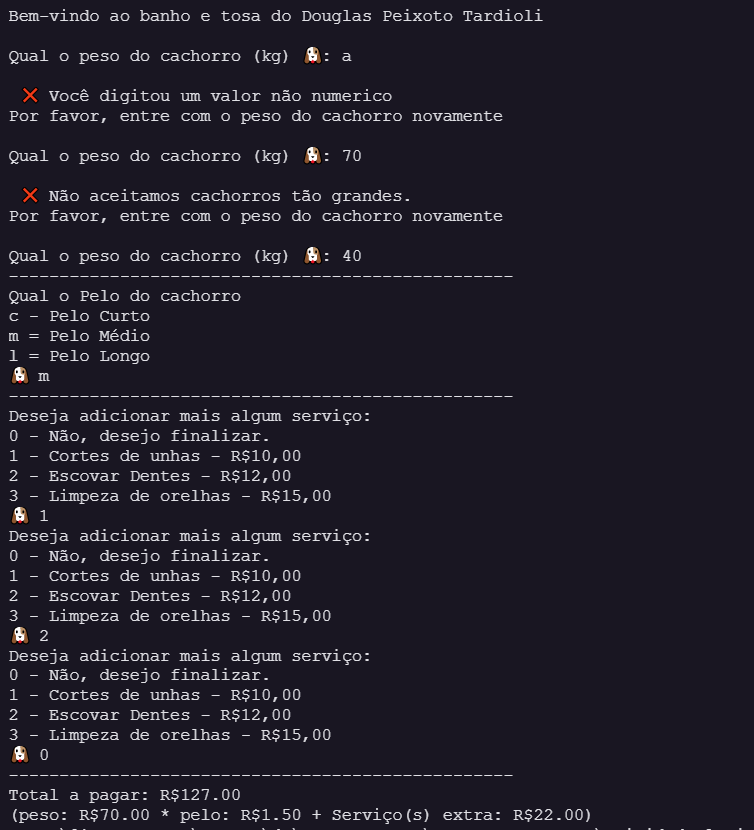 Bem-vindo ao banho e tosa do Douglas Peixoto Tardioli
Qual o peso do cachorro (kg) 🐶: a
❌ Você digitou um valor não numerico
Por favor, entre com o peso do cachorro novamente
Qual o peso do cachorro (kg) 🐶: 70
❌ Não aceitamos cachorros tão grandes.
Por favor, entre com o peso do cachorro novamente
Qual o peso do cachorro (kg) 🐶: 40
--------------------------------------------------
Qual o Pelo do cachorro
c - Pelo Curto
m = Pelo Médio
l = Pelo Longo
🐶 m
--------------------------------------------------
Deseja adicionar mais algum serviço:
0 - Não, desejo finalizar.
1 - Cortes de unhas - R$10,00
2 - Escovar Dentes - R$12,00
3 - Limpeza de orelhas - R$15,00
🐶 1
Deseja adicionar mais algum serviço:
0 - Não, desejo finalizar.
1 - Cortes de unhas - R$10,00
2 - Escovar Dentes - R$12,00
3 - Limpeza de orelhas - R$15,00
🐶 2
Deseja adicionar mais algum serviço:
0 - Não, desejo finalizar.
1 - Cortes de unhas - R$10,00
2 - Escovar Dentes - R$12,00
3 - Limpeza de orelhas - R$15,00
🐶 0
--------------------------------------------------
Total a pagar: R$127.00
(peso: R$70.00 * pelo: R$1.50 + Serviço(s) extra: R$22.00)